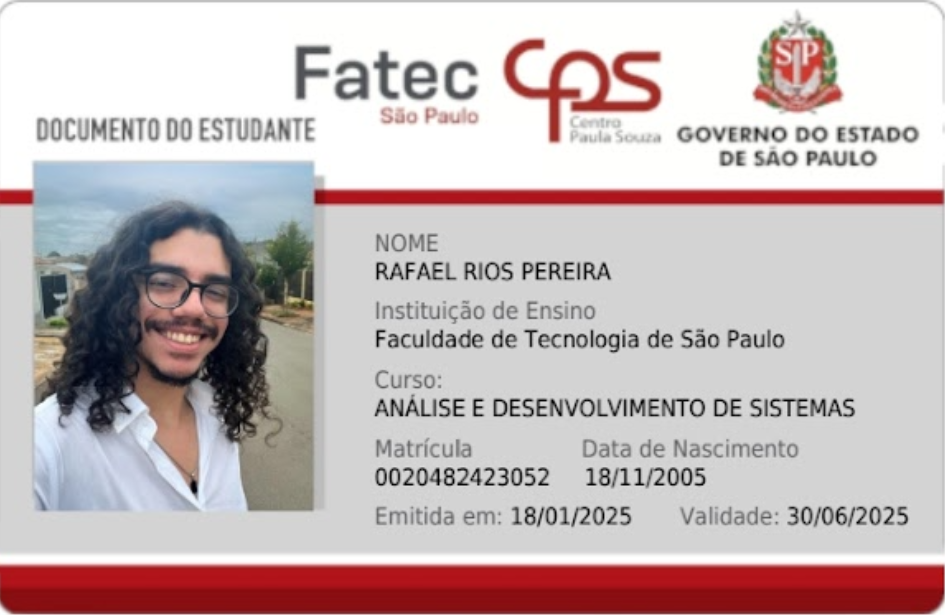 Fatec
São Paulo
CPS
Centro
Paula Souza
SP
GOVERNO DO ESTADO
DE SÃO PAULO
DOCUMENTO DO ESTUDANTE
NOME
RAFAEL RIOS PEREIRA
Instituição de Ensino
Faculdade de Tecnologia de São Paulo
Curso:
ANÁLISE E DESENVOLVIMENTO DE SISTEMAS
Matrícula Data de Nascimento
0020482423052 18/11/2005
Emitida em: 18/01/2025 Validade: 30/06/2025